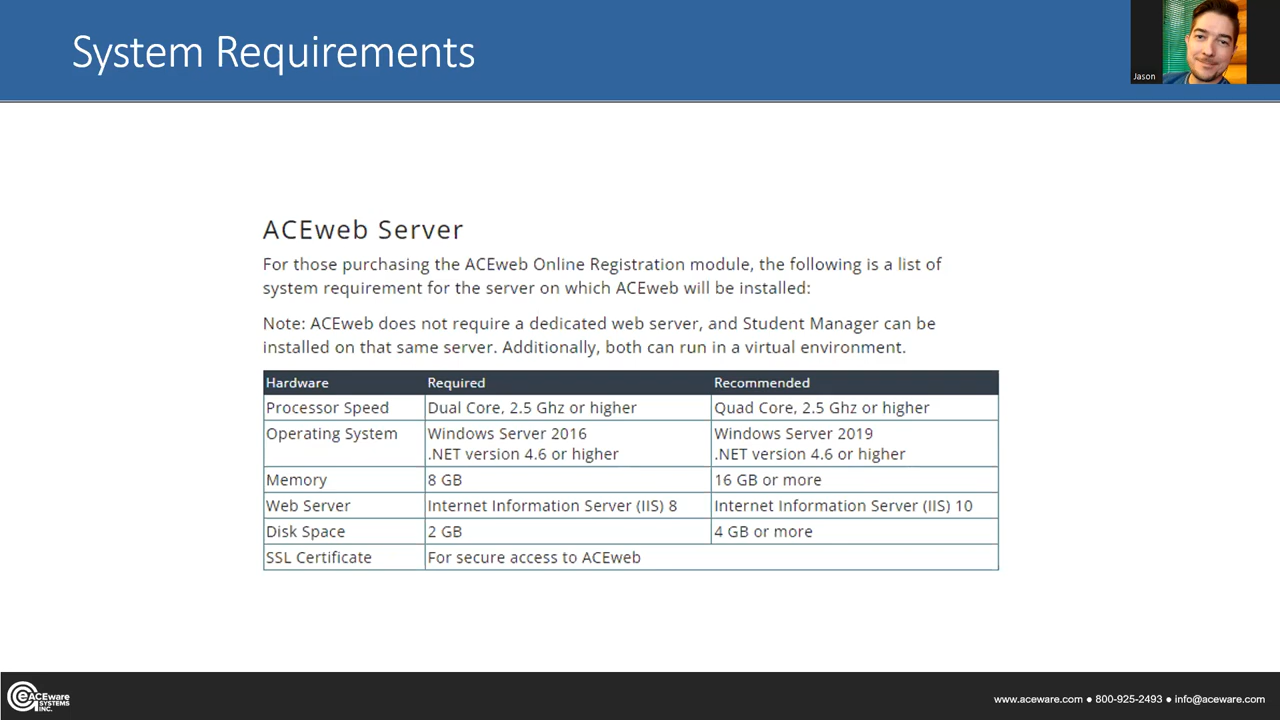 System Requirements
Jason
ACEweb Server
For those purchasing the ACEweb Online Registration module, the following is a list of
system requirement for the server on which ACEweb will be installed:
Note: ACEweb does not require a dedicated web server, and Student Manager can be
installed on that same server. Additionally, both can run in a virtual environment.
Hardware Required Recommended
Processor Speed Dual Core, 2.5 Ghz or higher Quad Core, 2.5 Ghz or higher
Operating System Windows Server 2016 Windows Server 2019
.NET version 4.6 or higher .NET version 4.6 or higher
Memory 8 GB 16 GB or more
Web Server Internet Information Server (IIS) 8 Internet Information Server (IIS) 10
Disk Space 2 GB 4 GB or more
SSL Certificate For secure access to ACEweb
ACEware
SYSTEMS
INC.
www.aceware.com ● 800-925-2493 ● info@aceware.com